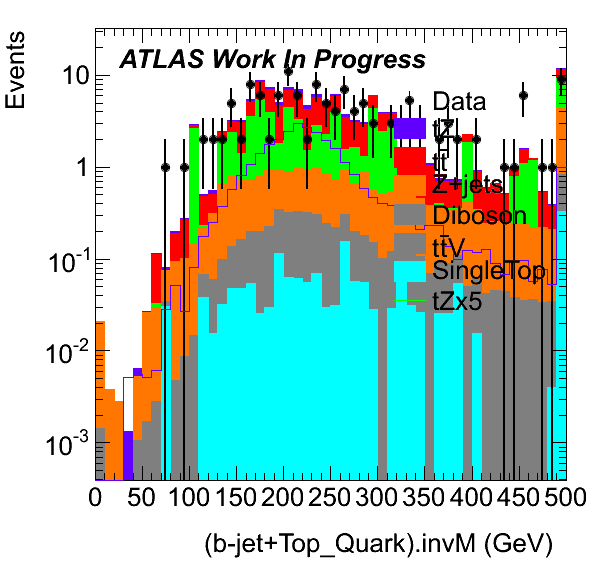 Events
ATLAS Work In Progress
Data
tZ
tt̄
Z+jets
Diboson
tt̄V
SingleTop
tZx5
10
1
10⁻¹
10⁻²
10⁻³
0 50 100 150 200 250 300 350 400 450 500
(b-jet+Top_Quark).invM (GeV)